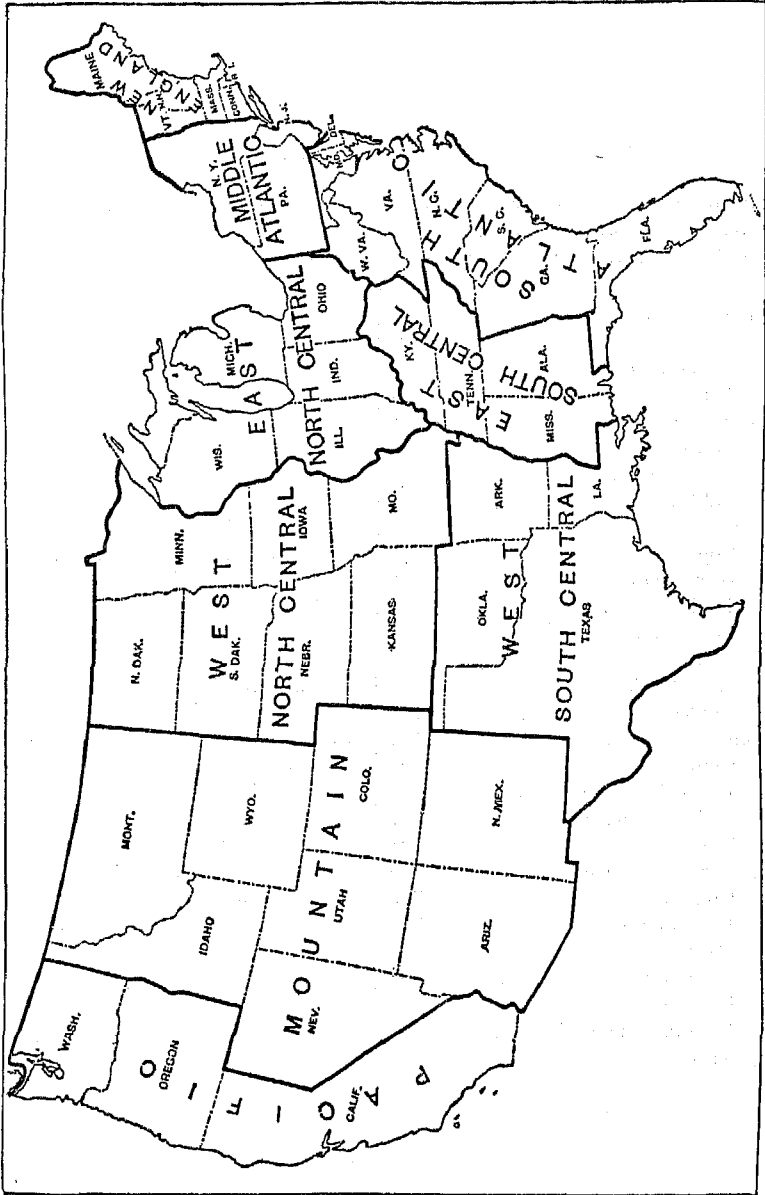 PACIFIC
WASH.
OREGON
CALIF.
MOUNTAIN
MONT.
IDAHO
WYO.
NEV.
UTAH
COLO.
ARIZ.
N. MEX.
WEST
NORTH CENTRAL
N. DAK.
S. DAK.
NEBR.
KANSAS
MINN.
IOWA
MO.
WEST
SOUTH CENTRAL
OKLA.
TEXAS
ARK.
LA.
EAST
NORTH CENTRAL
WIS.
MICH.
ILL.
IND.
OHIO
EAST
SOUTH CENTRAL
KY.
TENN.
MISS.
ALA.
SOUTH
ATLANTIC
W. VA.
VA.
MD.
DEL.
N.C.
S.C.
GA.
FLA.
MIDDLE
ATLANTIC
N. Y.
PA.
N. J.
NEW
ENGLAND
MAINE
VT.
N.H.
MASS.
CONN.
R. I.